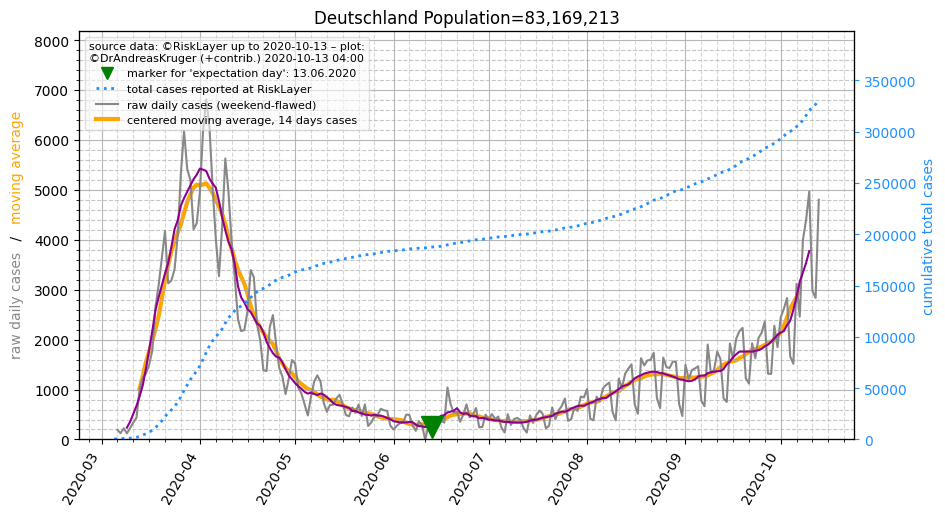 Deutschland Population=83,169,213
source data: ©RiskLayer up to 2020-10-13 – plot:
©DrAndreasKruger (+contrib.) 2020-10-13 04:00
marker for 'expectation day': 13.06.2020
total cases reported at RiskLayer
raw daily cases (weekend-flawed)
centered moving average, 14 days cases
raw daily cases / moving average
8000
7000
6000
5000
4000
3000
2000
1000
0
350000
300000
250000
200000
150000
100000
50000
0
cumulative total cases
2020-03
2020-04
2020-05
2020-06
2020-07
2020-08
2020-09
2020-10